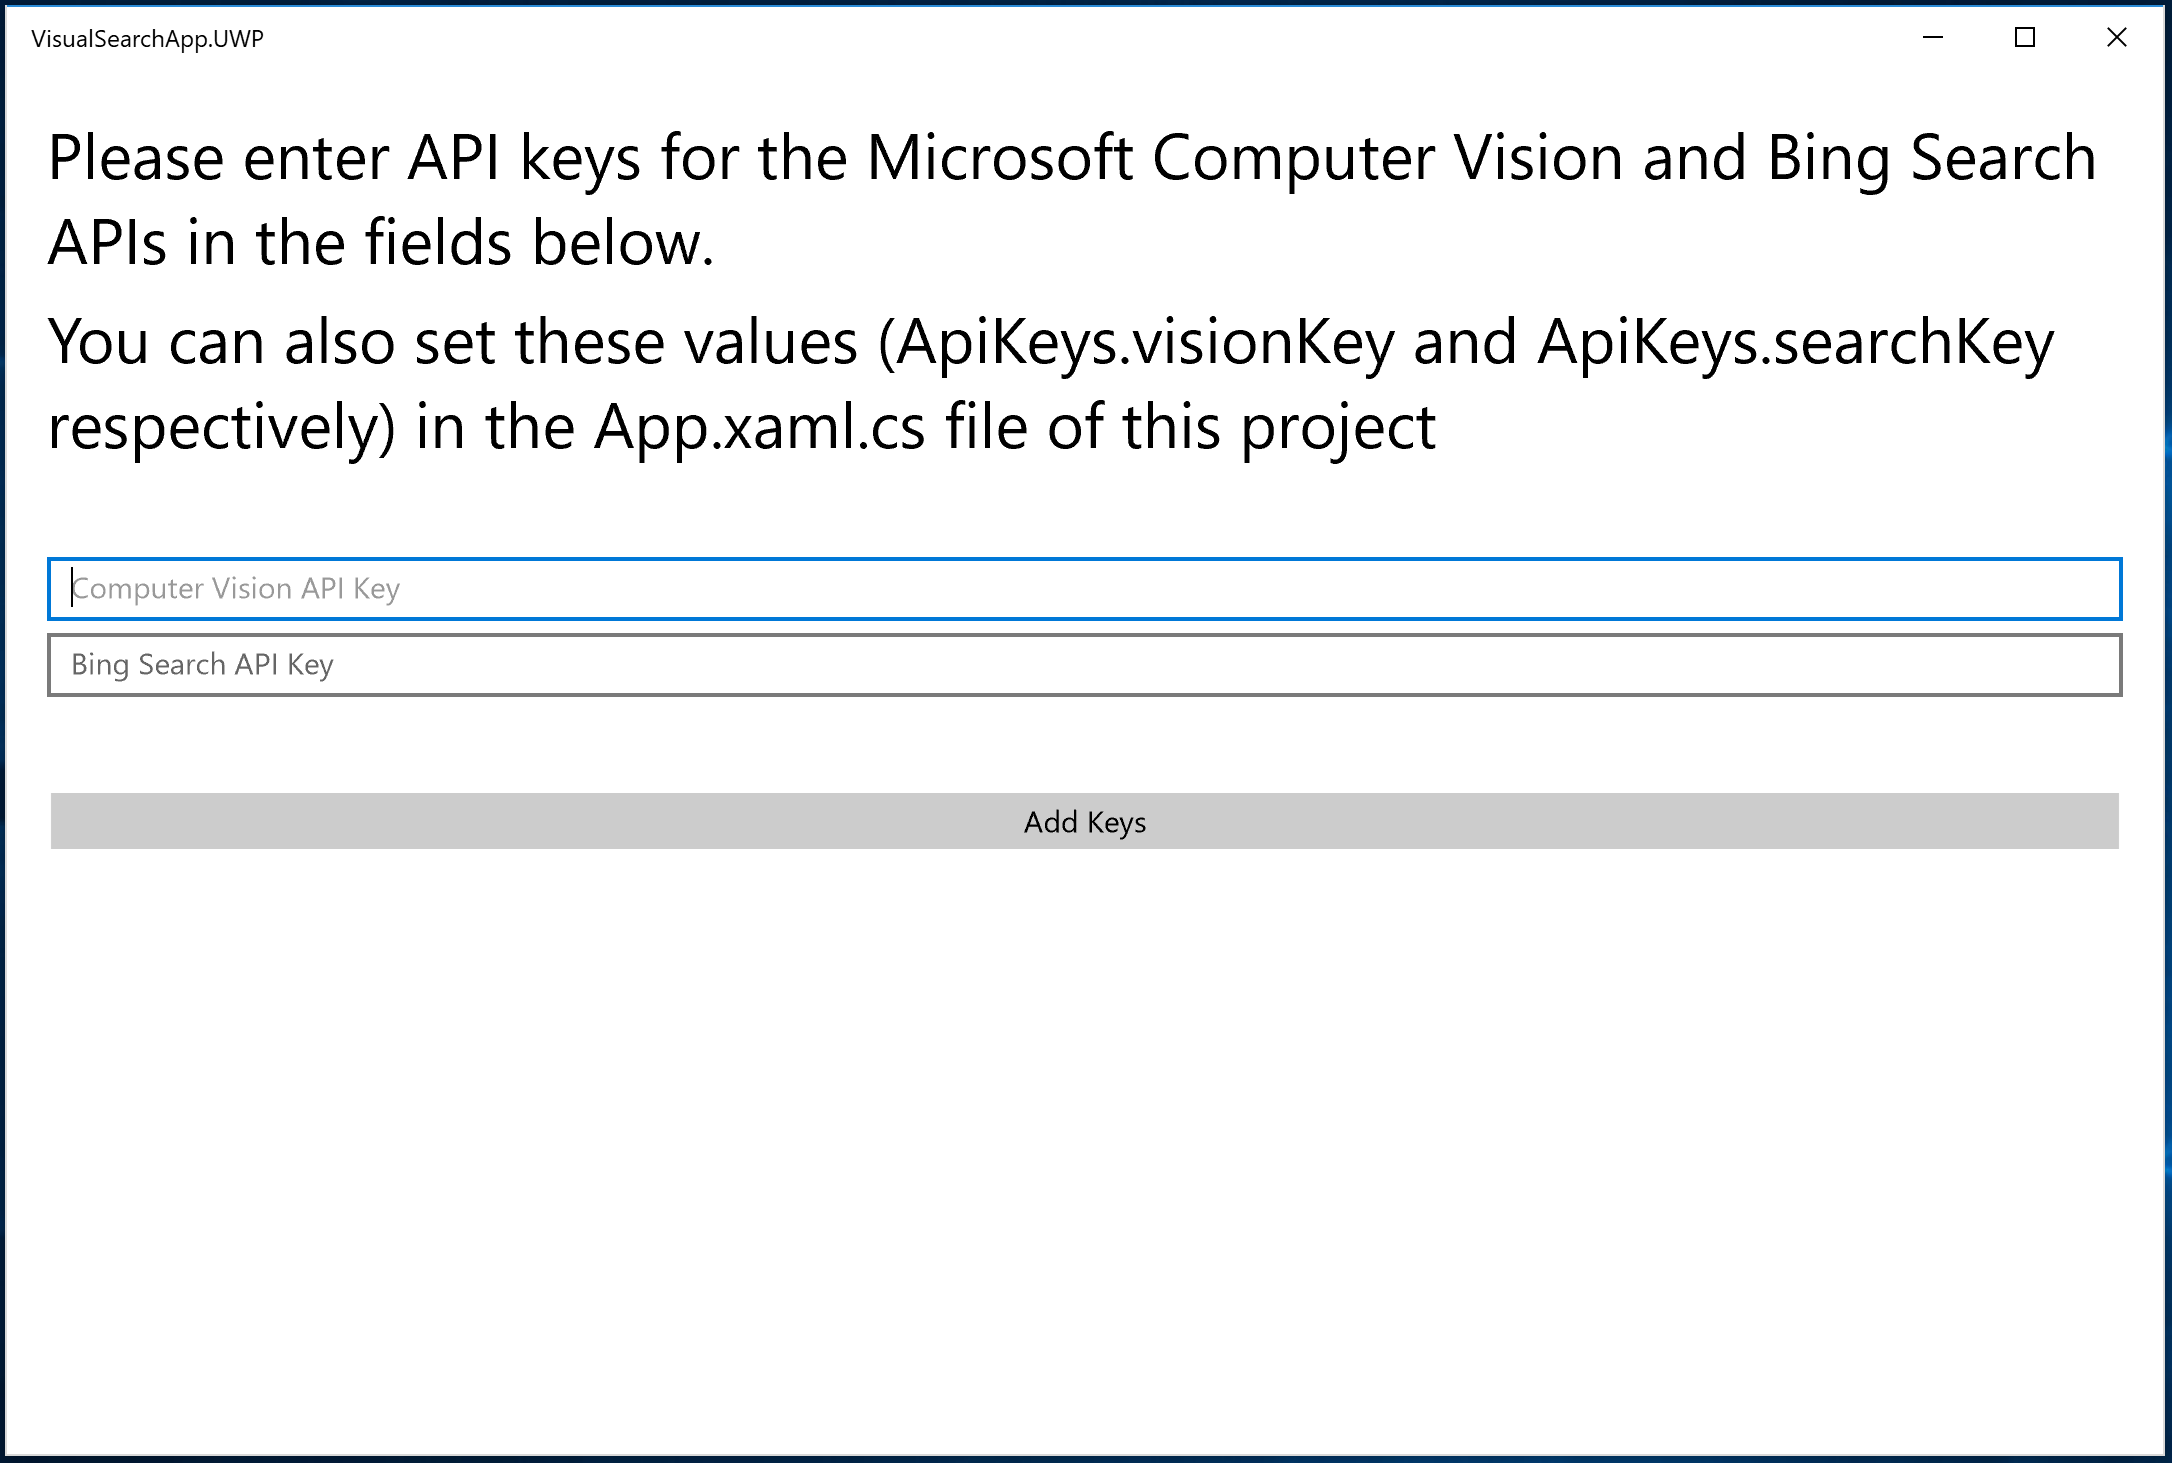 VisualSearchApp.UWP
Please enter API keys for the Microsoft Computer Vision and Bing Search
APIs in the fields below.
You can also set these values (ApiKeys.visionKey and ApiKeys.searchKey
respectively) in the App.xaml.cs file of this project
Computer Vision API Key
Bing Search API Key
Add Keys